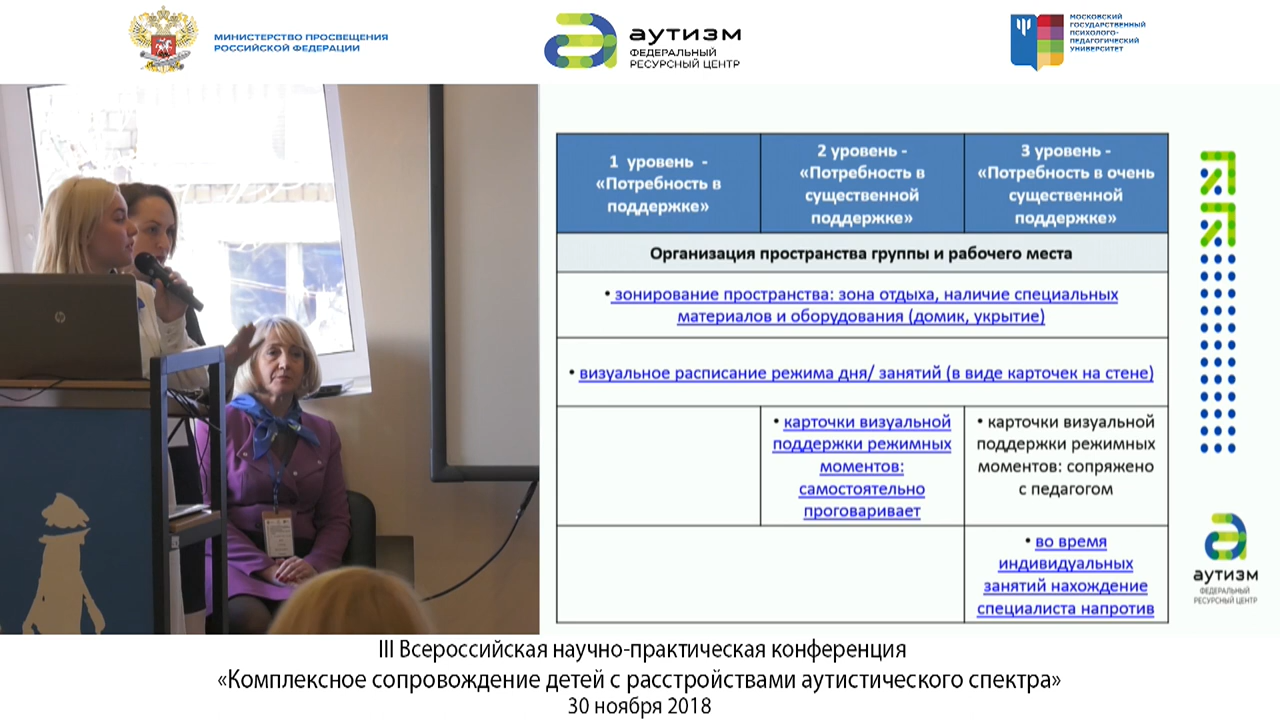 МИНИСТЕРСТВО ПРОСВЕЩЕНИЯ
РОССИЙСКОЙ ФЕДЕРАЦИИ
аутизм
ФЕДЕРАЛЬНЫЙ
РЕСУРСНЫЙ ЦЕНТР
МОСКОВСКИЙ
ГОСУДАРСТВЕННЫЙ
ПСИХОЛОГО-
ПЕДАГОГИЧЕСКИЙ
УНИВЕРСИТЕТ
1 уровень -
«Потребность в
поддержке»
2 уровень -
«Потребность в
существенной
поддержке»
3 уровень -
«Потребность в очень
существенной
поддержке»
Организация пространства группы и рабочего места
• зонирование пространства: зона отдыха, наличие специальных
материалов и оборудования (домик, укрытие)
• визуальное расписание режима дня/ занятий (в виде карточек на стене)
• карточки визуальной
поддержки режимных
моментов:
самостоятельно
проговаривает
• карточки визуальной
поддержки режимных
моментов: сопряжено
с педагогом
• во время
индивидуальных
занятий нахождение
специалиста напротив
аутизм
ФЕДЕРАЛЬНЫЙ
РЕСУРСНЫЙ ЦЕНТР
hp
III Всероссийская научно-практическая конференция
«Комплексное сопровождение детей с расстройствами аутистического спектра»
30 ноября 2018